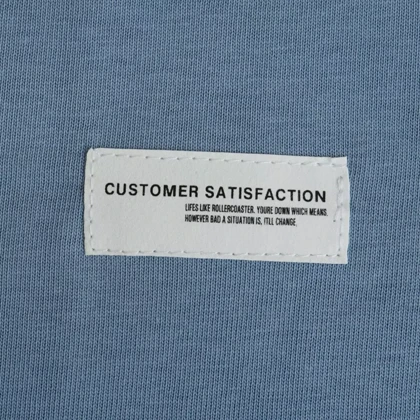 CUSTOMER SATISFACTION
LIFES LIKE ROLLERCOASTER. YOURE DOWN WHICH MEANS.
HOWEVER BAD A SITUATION IS, ITLL CHANGE.